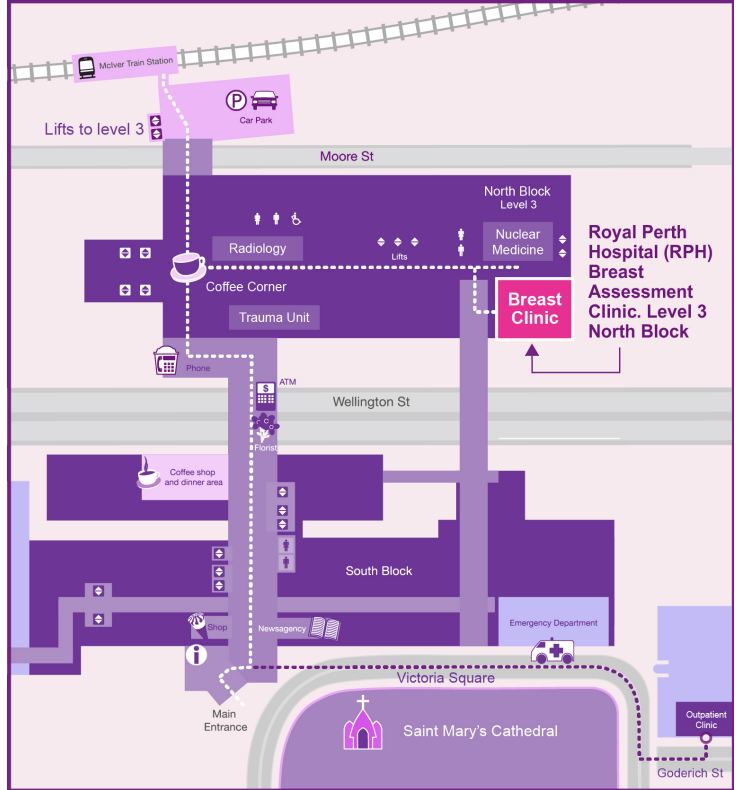 McIver Train Station
P
Car Park
Lifts to level 3
Moore St
North Block
Level 3
Radiology
Lifts
Nuclear
Medicine
Royal Perth
Hospital (RPH)
Breast
Assessment
Clinic. Level 3
North Block
Coffee Corner
Breast
Clinic
Trauma Unit
Phone
ATM
$
Wellington St
Florist
Coffee shop
and dinner area
South Block
Shop
Newsagency
Emergency Department
i
Victoria Square
Main
Entrance
Saint Mary's Cathedral
Outpatient
Clinic
Goderich St